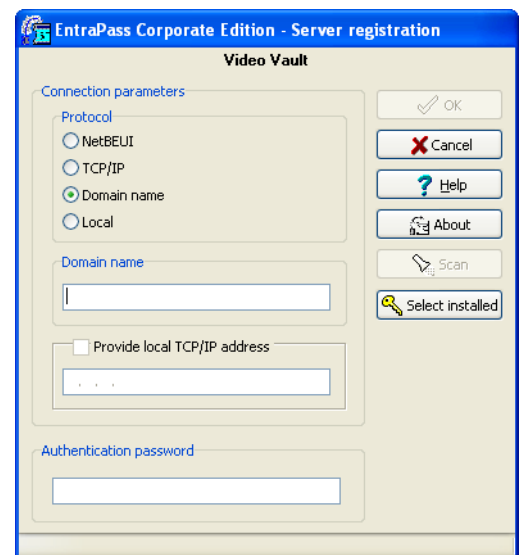 EntraPass Corporate Edition - Server registration
Video Vault
Connection parameters
Protocol
NetBEUI
TCP/IP
Domain name
Local
Domain name
Provide local TCP/IP address
. . .
Authentication password
OK
Cancel
Help
About
Scan
Select installed